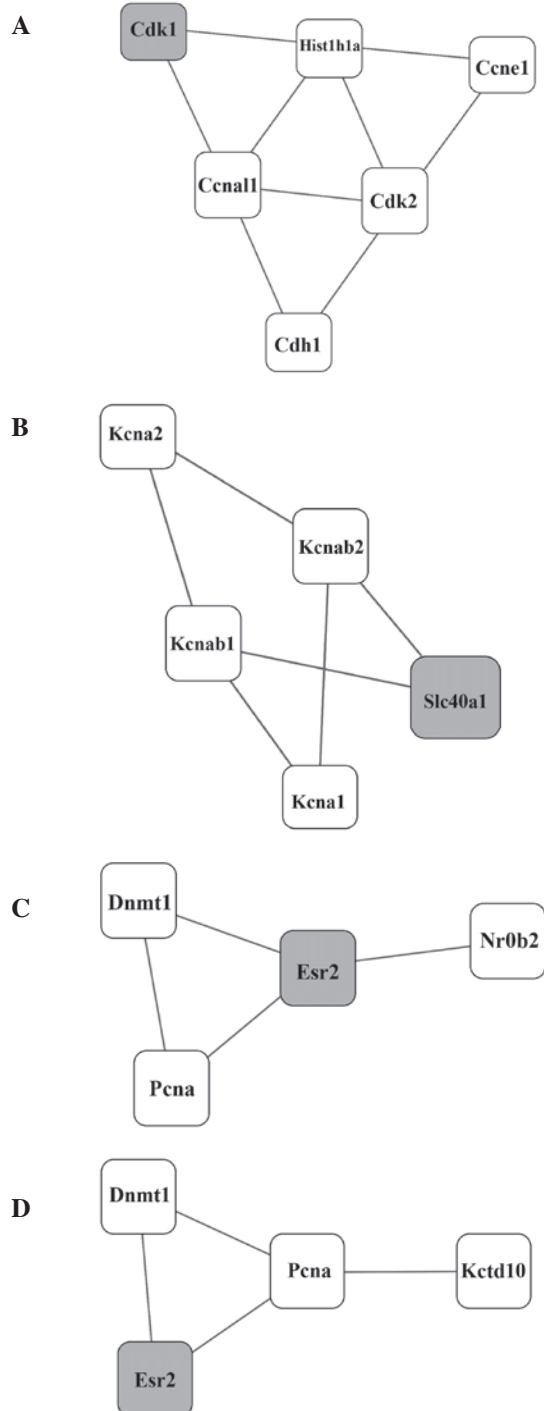 A
Cdk1
Hist1h1a
Ccne1
Ccnal1
Cdk2
Cdh1
B
Kcna2
Kcnab2
Kcnab1
Slc40a1
Kcna1
C
Dnmt1
Nr0b2
Esr2
Pcna
D
Dnmt1
Pcna
Kctd10
Esr2